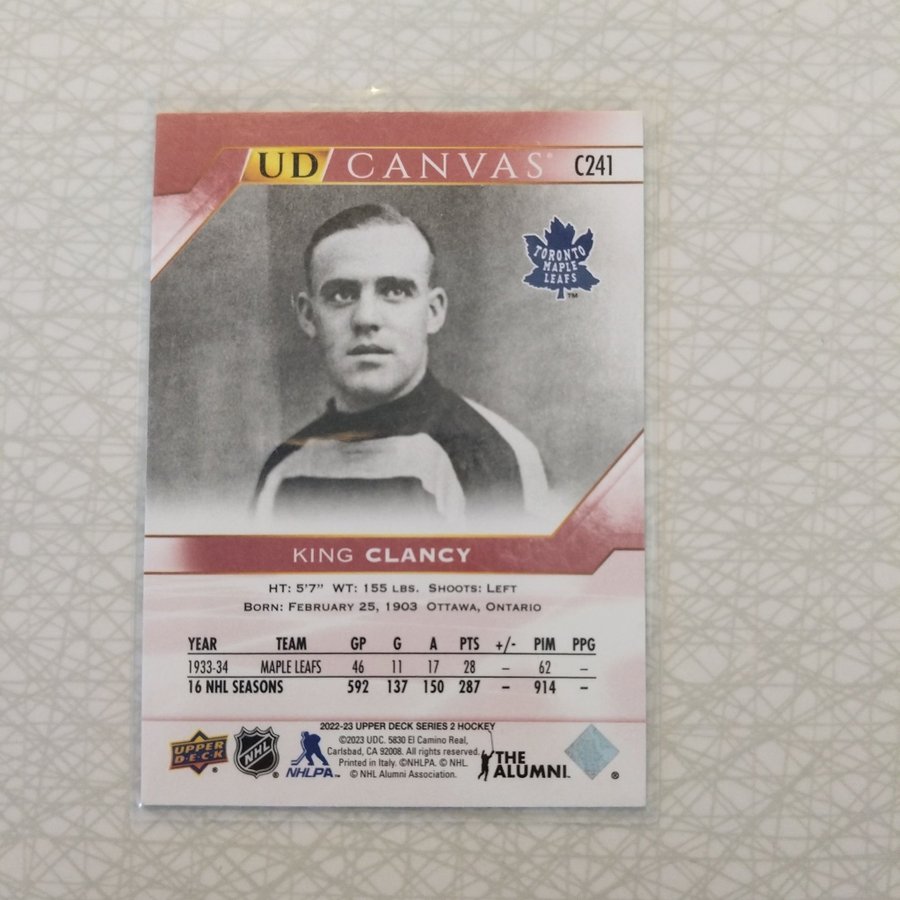 UD CANVAS® C241
TORONTO
MAPLE
LEAFS
TM
KING CLANCY
HT: 5'7" WT: 155 LBS. SHOOTS: LEFT
BORN: FEBRUARY 25, 1903 OTTAWA, ONTARIO
YEAR TEAM GP G A PTS +/- PIM PPG
1933-34 MAPLE LEAFS 46 11 17 28 – 62 –
16 NHL SEASONS 592 137 150 287 – 914 –
2022-23 UPPER DECK SERIES 2 HOCKEY
©2023 UDC. 5830 El Camino Real,
Carlsbad, CA 92008. All rights reserved.
Printed in Italy. ©NHLPA. © NHL.
© NHL Alumni Association.
UPPER
DECK
®
NHL
®
NHLPA™
THE
ALUMNI™
®